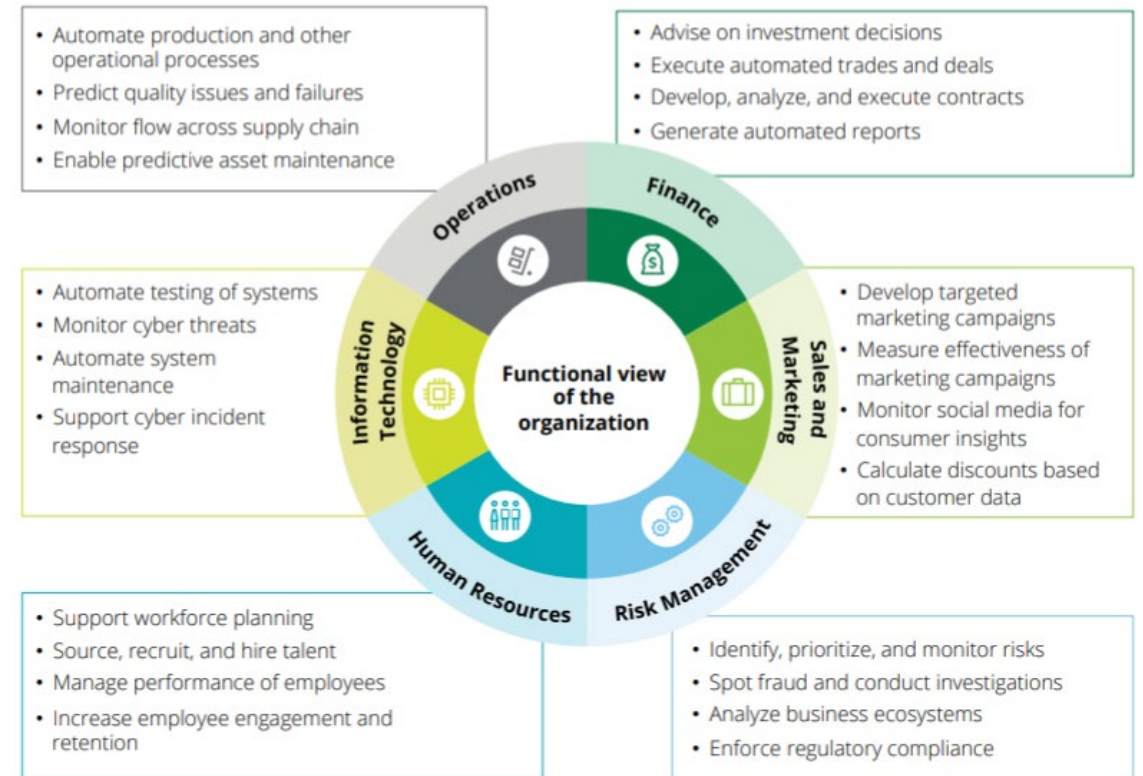 • Automate production and other
operational processes
• Predict quality issues and failures
• Monitor flow across supply chain
• Enable predictive asset maintenance
• Advise on investment decisions
• Execute automated trades and deals
• Develop, analyze, and execute contracts
• Generate automated reports
Operations
Finance
• Automate testing of systems
• Monitor cyber threats
• Automate system
maintenance
• Support cyber incident
response
Information
Technology
Functional view
of the
organization
Sales and
Marketing
• Develop targeted
marketing campaigns
• Measure effectiveness of
marketing campaigns
• Monitor social media for
consumer insights
• Calculate discounts based
on customer data
Human Resources
Risk Management
• Support workforce planning
• Source, recruit, and hire talent
• Manage performance of employees
• Increase employee engagement and
retention
• Identify, prioritize, and monitor risks
• Spot fraud and conduct investigations
• Analyze business ecosystems
• Enforce regulatory compliance